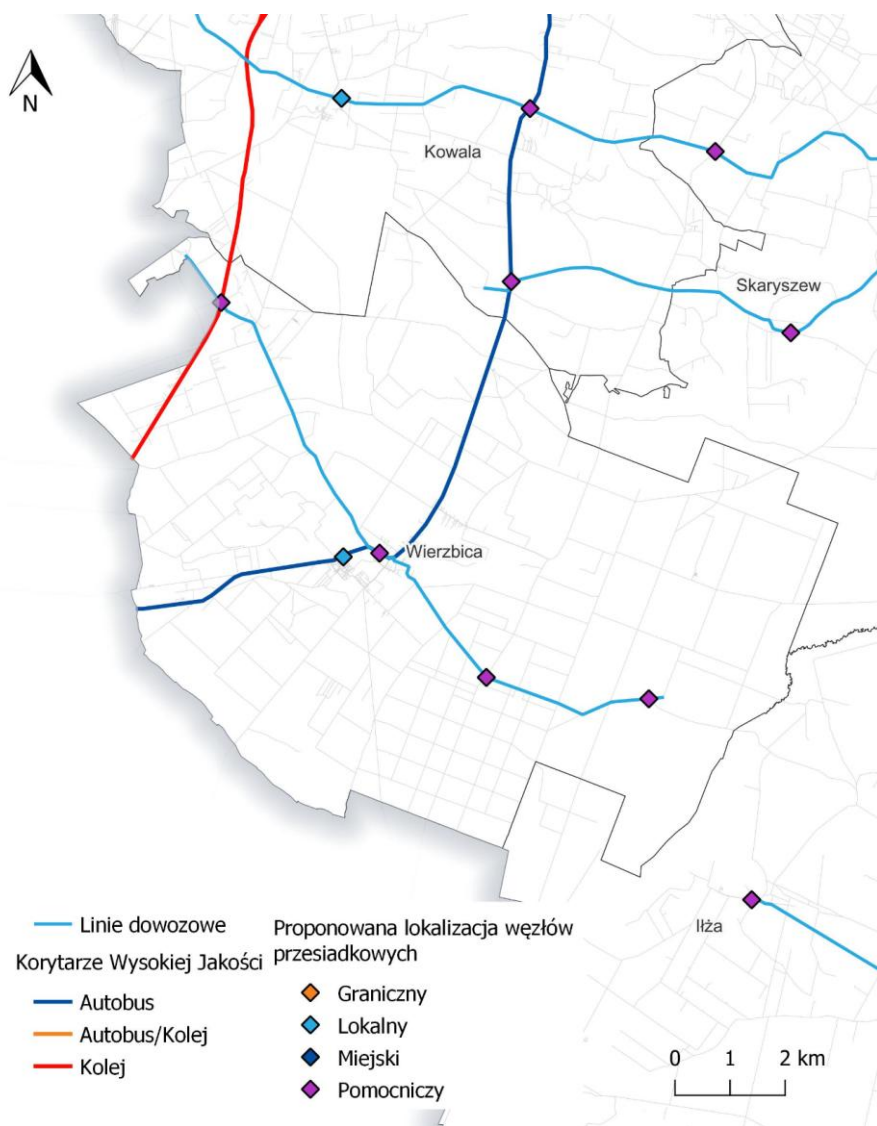 N
Kowala
Skaryszew
Wierzbica
Iłża
Linie dowozowe
Korytarze Wysokiej Jakości
Autobus
Autobus/Kolej
Kolej
Proponowana lokalizacja węzłów
przesiadkowych
Graniczny
Lokalny
Miejski
Pomocniczy
0 1 2 km